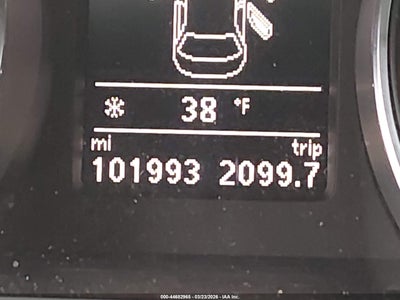 38 °F
mi trip
101993 2099.7
000-44682965 - 03/23/2026 - IAA Inc.